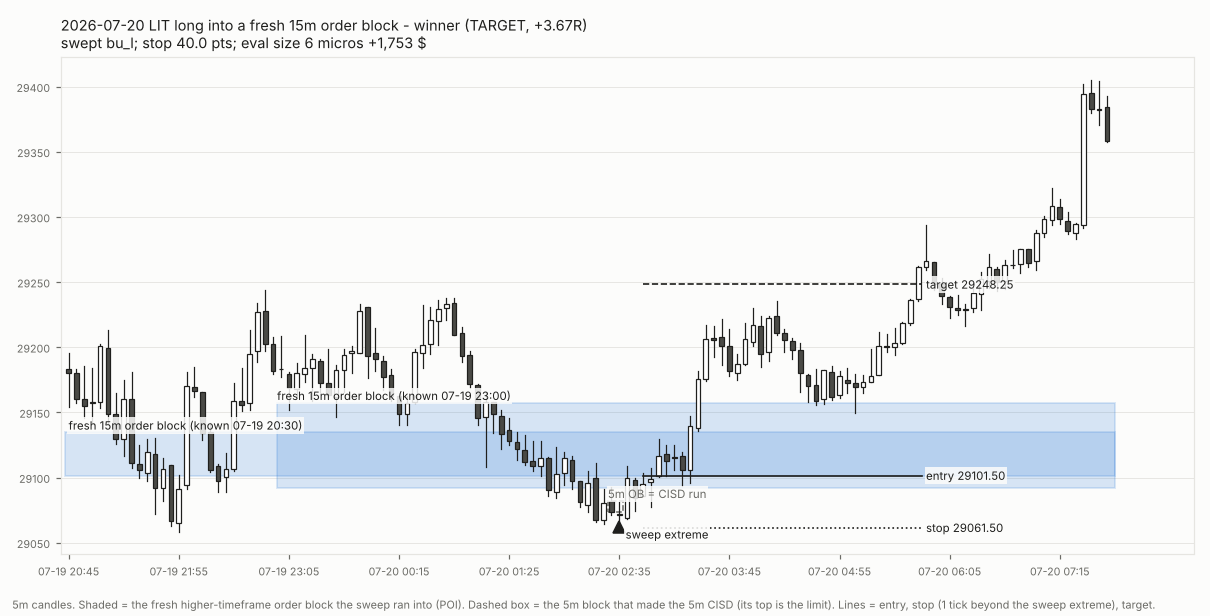 2026-07-20 LIT long into a fresh 15m order block - winner (TARGET, +3.67R)
swept bu_l; stop 40.0 pts; eval size 6 micros +1,753 $
29400
29350
29300
29250
target 29248.25
29200
fresh 15m order block (known 07-19 23:00)
29150
fresh 15m order block (known 07-19 20:30)
29100
entry 29101.50
5m OB = CISD run
sweep extreme
stop 29061.50
29050
07-19 20:45
07-19 21:55
07-19 23:05
07-20 00:15
07-20 01:25
07-20 02:35
07-20 03:45
07-20 04:55
07-20 06:05
07-20 07:15
5m candles. Shaded = the fresh higher-timeframe order block the sweep ran into (POI). Dashed box = the 5m block that made the 5m CISD (its top is the limit). Lines = entry, stop (1 tick beyond the sweep extreme), target.